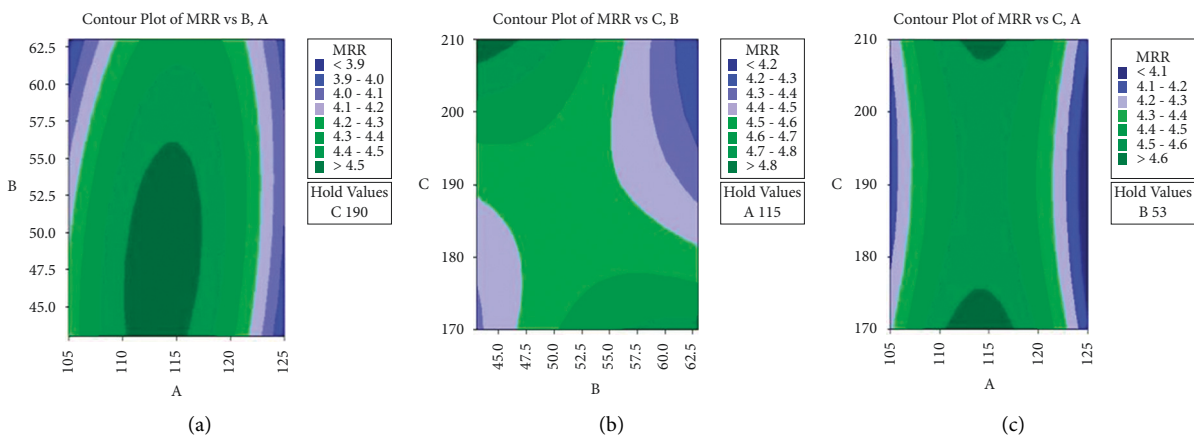 Contour Plot of MRR vs B, A
62.5
60.0
57.5
55.0
B
52.5
50.0
47.5
45.0
105
110
115
120
125
A
MRR
< 3.9
3.9 - 4.0
4.0 - 4.1
4.1 - 4.2
4.2 - 4.3
4.3 - 4.4
4.4 - 4.5
> 4.5
Hold Values
C 190
(a)
Contour Plot of MRR vs C, B
210
200
C
190
180
170
45.0
47.5
50.0
52.5
55.0
57.5
60.0
62.5
B
MRR
< 4.2
4.2 - 4.3
4.3 - 4.4
4.4 - 4.5
4.5 - 4.6
4.6 - 4.7
4.7 - 4.8
> 4.8
Hold Values
A 115
(b)
Contour Plot of MRR vs C, A
210
200
C
190
180
170
105
110
115
120
125
A
MRR
< 4.1
4.1 - 4.2
4.2 - 4.3
4.3 - 4.4
4.4 - 4.5
4.5 - 4.6
> 4.6
Hold Values
B 53
(c)